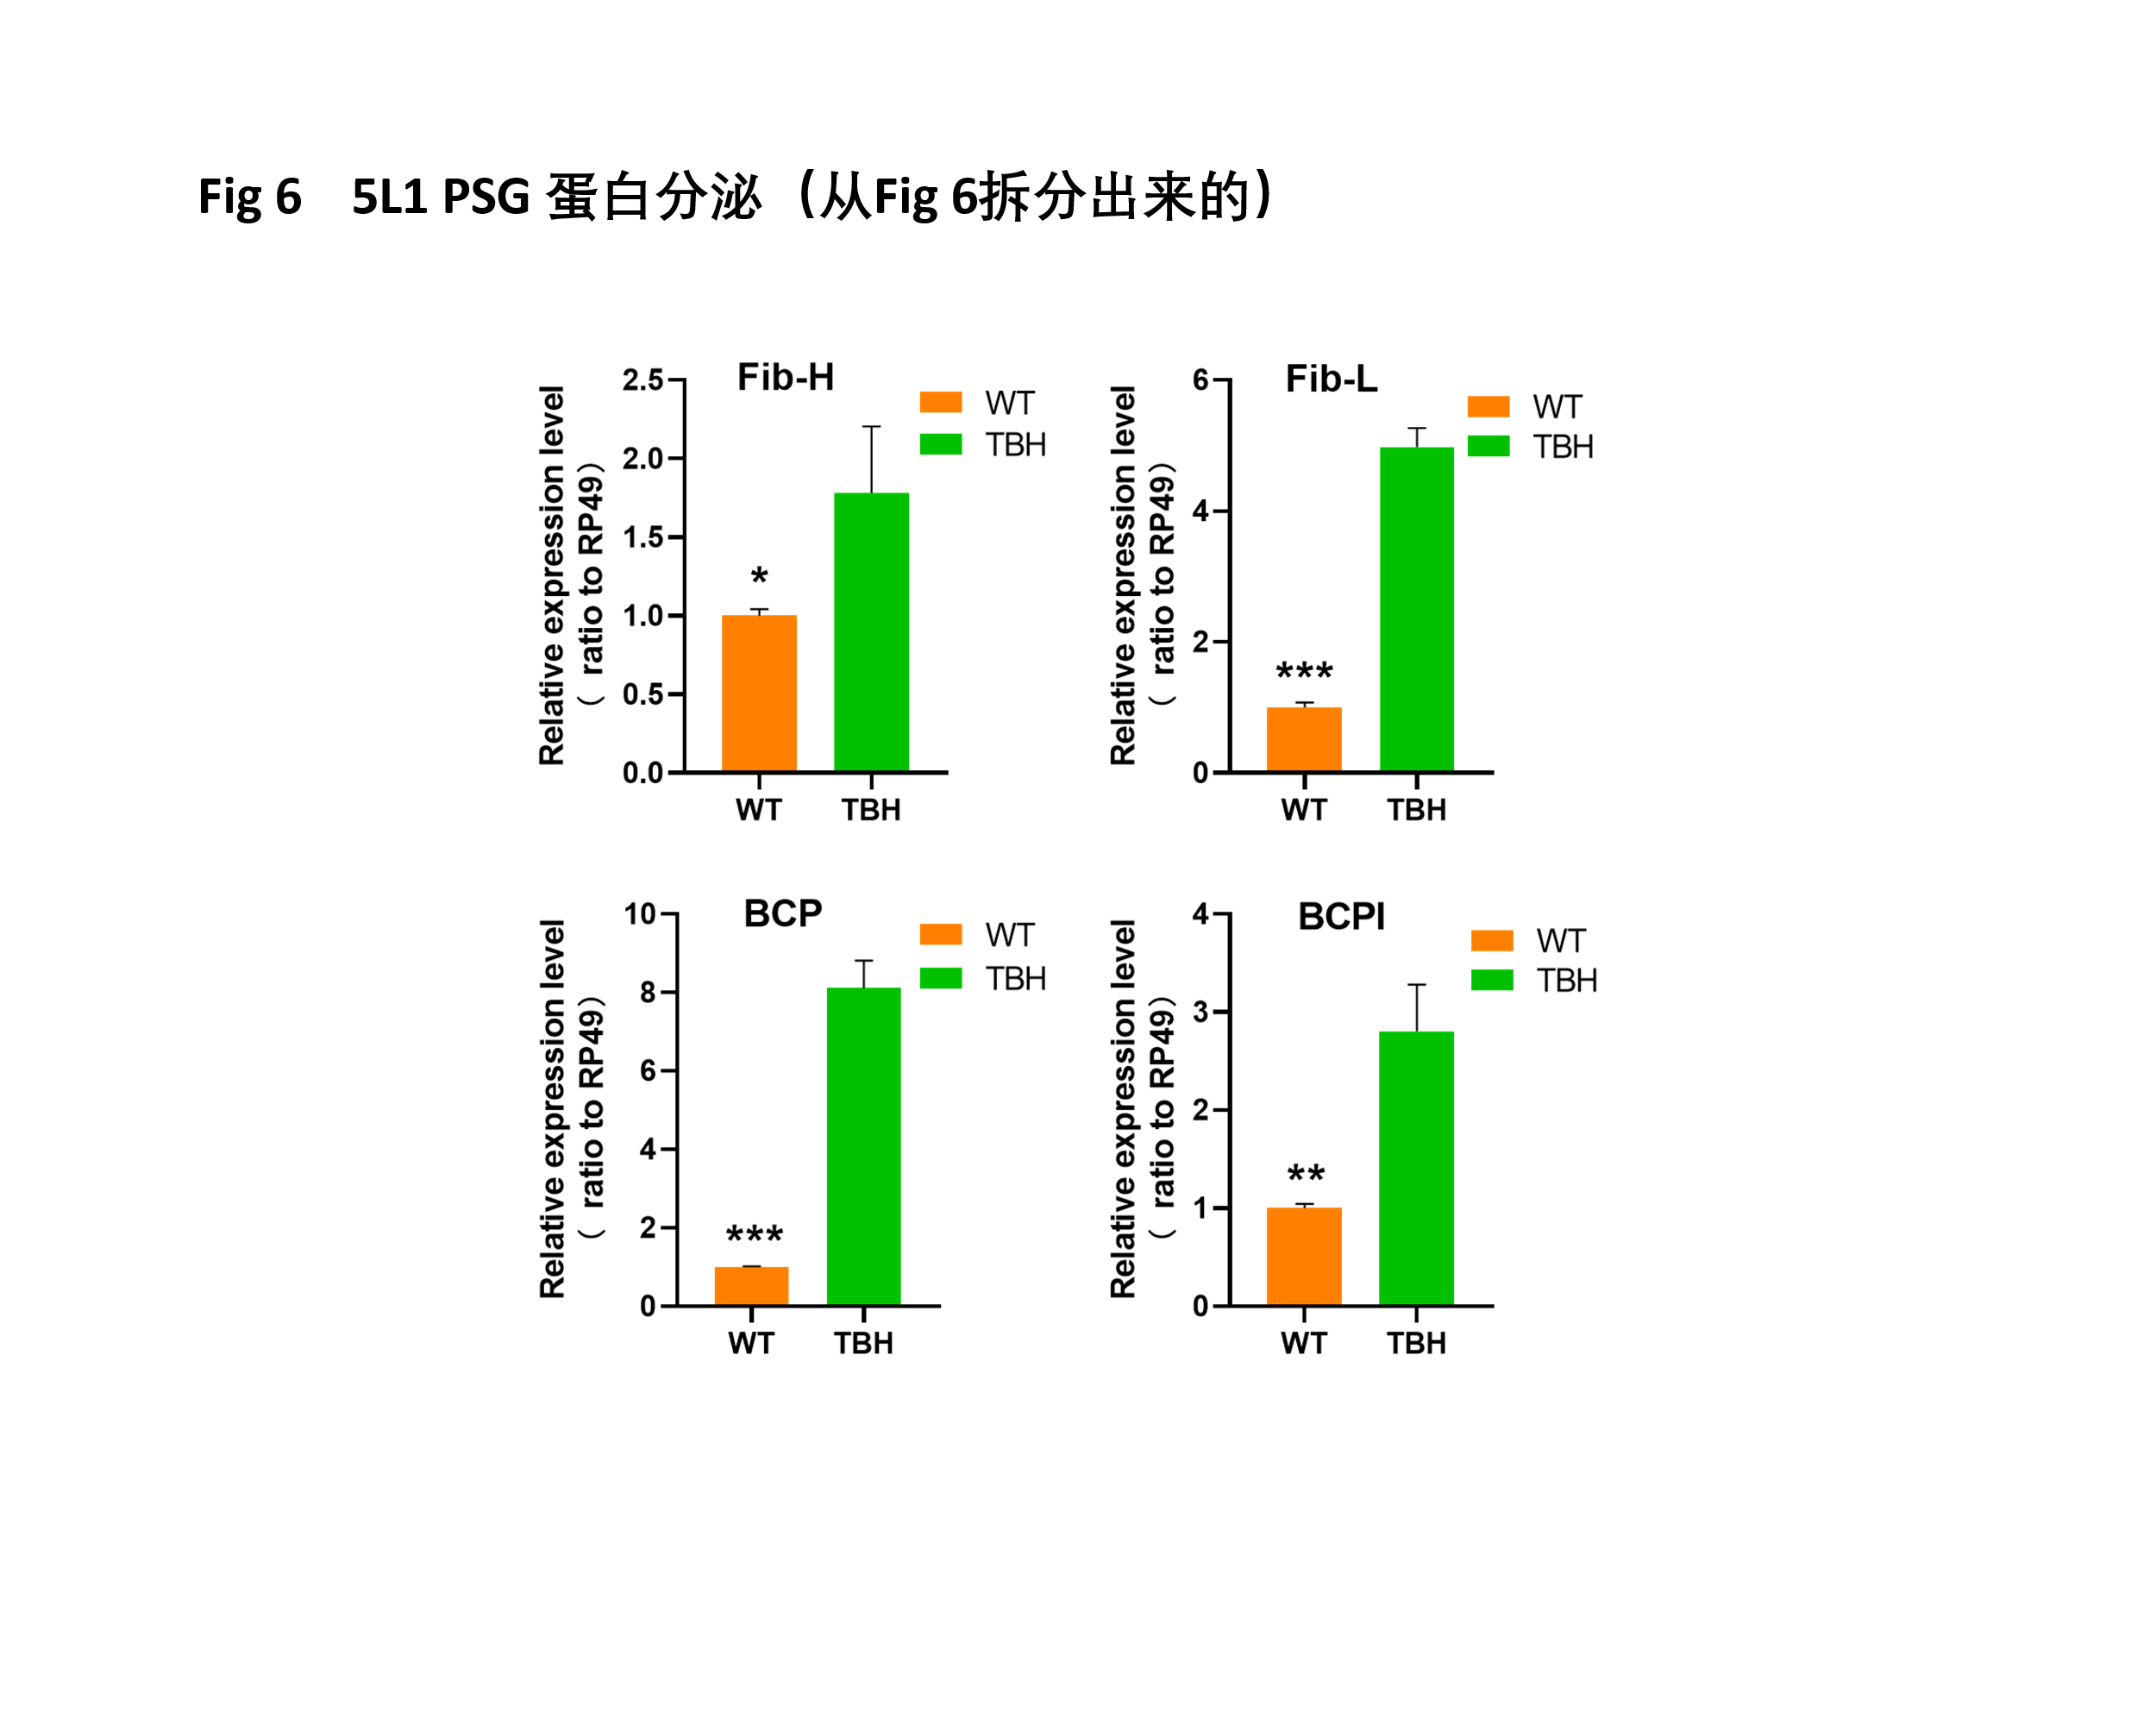 Fig 6 5L1 PSG 蛋白分泌（从Fig 6拆分出来的）
Fib-H
Relative expression level
（ ratio to RP49）
2.5
2.0
1.5
1.0
0.5
0.0
*
WT
TBH
WT
TBH
Fib-L
Relative expression level
（ ratio to RP49）
6
4
2
0
***
WT
TBH
WT
TBH
BCP
Relative expression level
（ ratio to RP49）
10
8
6
4
2
0
***
WT
TBH
WT
TBH
BCPI
Relative expression level
（ ratio to RP49）
4
3
2
1
0
**
WT
TBH
WT
TBH